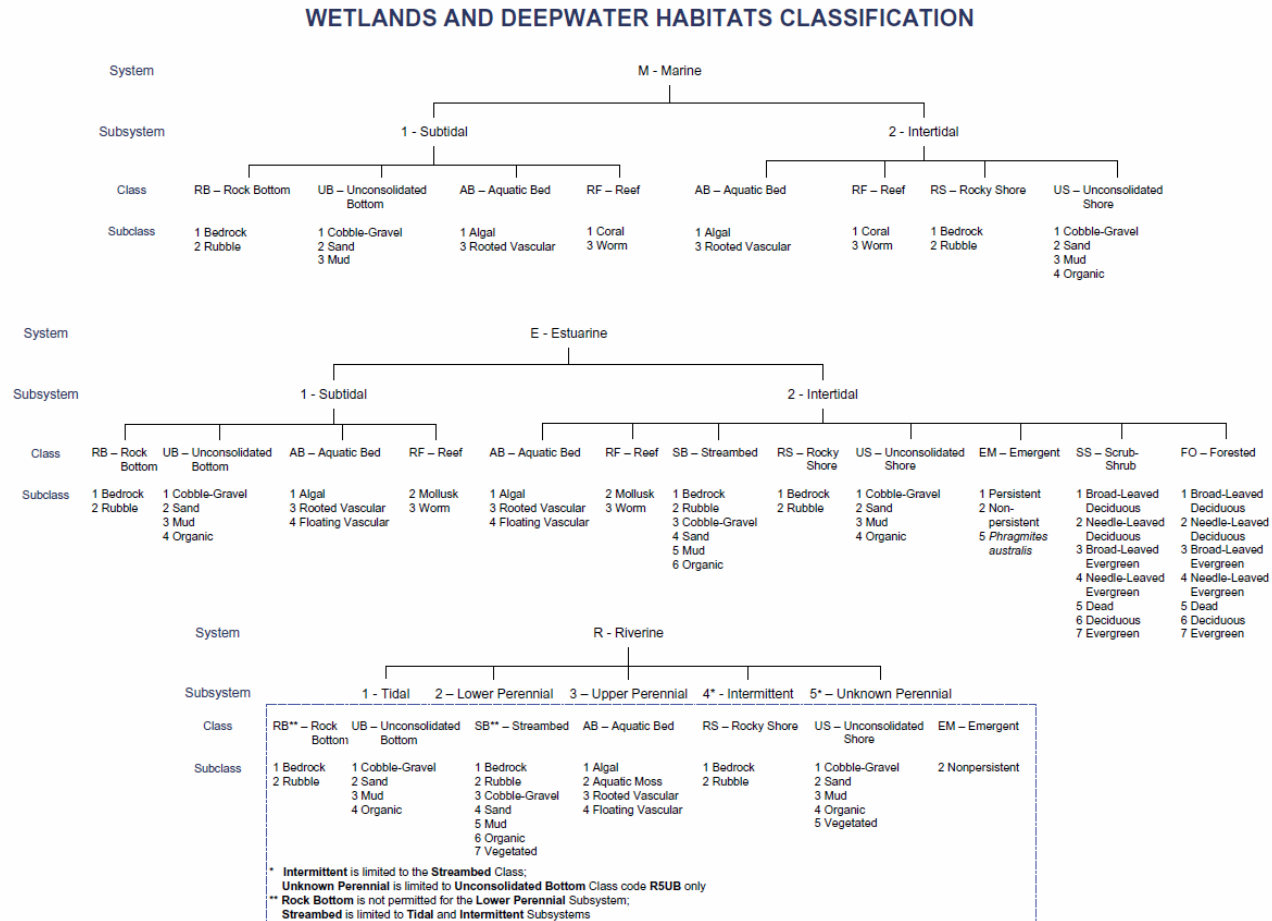 WETLANDS AND DEEPWATER HABITATS CLASSIFICATION
System
M - Marine
Subsystem
1 - Subtidal
2 - Intertidal
Class
RB – Rock Bottom
UB – Unconsolidated
Bottom
AB – Aquatic Bed
RF – Reef
AB – Aquatic Bed
RF – Reef
RS – Rocky Shore
US – Unconsolidated
Shore
Subclass
1 Bedrock
2 Rubble
1 Cobble-Gravel
2 Sand
3 Mud
1 Algal
3 Rooted Vascular
1 Coral
3 Worm
1 Algal
3 Rooted Vascular
1 Coral
3 Worm
1 Bedrock
2 Rubble
1 Cobble-Gravel
2 Sand
3 Mud
4 Organic
System
E - Estuarine
Subsystem
1 - Subtidal
2 - Intertidal
Class
RB – Rock
Bottom
UB – Unconsolidated
Bottom
AB – Aquatic Bed
RF – Reef
AB – Aquatic Bed
RF – Reef
SB – Streambed
RS – Rocky
Shore
US – Unconsolidated
Shore
EM – Emergent
SS – Scrub-
Shrub
FO – Forested
Subclass
1 Bedrock
2 Rubble
1 Cobble-Gravel
2 Sand
3 Mud
4 Organic
1 Algal
3 Rooted Vascular
4 Floating Vascular
2 Mollusk
3 Worm
1 Algal
3 Rooted Vascular
4 Floating Vascular
2 Mollusk
3 Worm
1 Bedrock
2 Rubble
3 Cobble-Gravel
4 Sand
5 Mud
6 Organic
1 Bedrock
2 Rubble
1 Cobble-Gravel
2 Sand
3 Mud
4 Organic
1 Persistent
2 Non-
persistent
5 Phragmites
australis
1 Broad-Leaved
Deciduous
2 Needle-Leaved
Deciduous
3 Broad-Leaved
Evergreen
4 Needle-Leaved
Evergreen
5 Dead
6 Deciduous
7 Evergreen
1 Broad-Leaved
Deciduous
2 Needle-Leaved
Deciduous
3 Broad-Leaved
Evergreen
4 Needle-Leaved
Evergreen
5 Dead
6 Deciduous
7 Evergreen
System
R - Riverine
Subsystem
1 - Tidal
2 – Lower Perennial
3 – Upper Perennial
4* - Intermittent
5* – Unknown Perennial
Class
RB** – Rock
Bottom
UB – Unconsolidated
Bottom
SB** – Streambed
AB – Aquatic Bed
RS – Rocky Shore
US – Unconsolidated
Shore
EM – Emergent
Subclass
1 Bedrock
2 Rubble
1 Cobble-Gravel
2 Sand
3 Mud
4 Organic
1 Bedrock
2 Rubble
3 Cobble-Gravel
4 Sand
5 Mud
6 Organic
7 Vegetated
1 Algal
2 Aquatic Moss
3 Rooted Vascular
4 Floating Vascular
1 Bedrock
2 Rubble
1 Cobble-Gravel
2 Sand
3 Mud
4 Organic
5 Vegetated
2 Nonpersistent
* Intermittent is limited to the Streambed Class;
Unknown Perennial is limited to Unconsolidated Bottom Class code R5UB only
** Rock Bottom is not permitted for the Lower Perennial Subsystem;
Streambed is limited to Tidal and Intermittent Subsystems